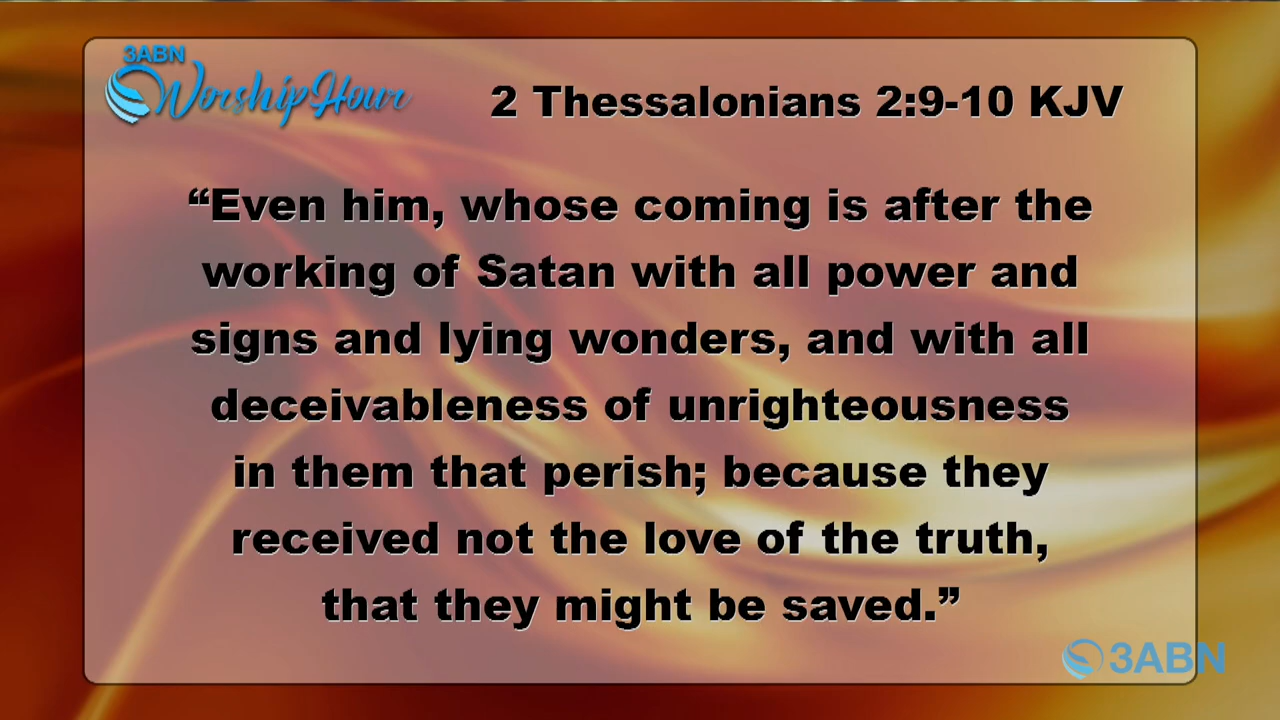 3ABN
Worship Hour
2 Thessalonians 2:9-10 KJV
“Even him, whose coming is after the
working of Satan with all power and
signs and lying wonders, and with all
deceivableness of unrighteousness
in them that perish; because they
received not the love of the truth,
that they might be saved.”
3ABN